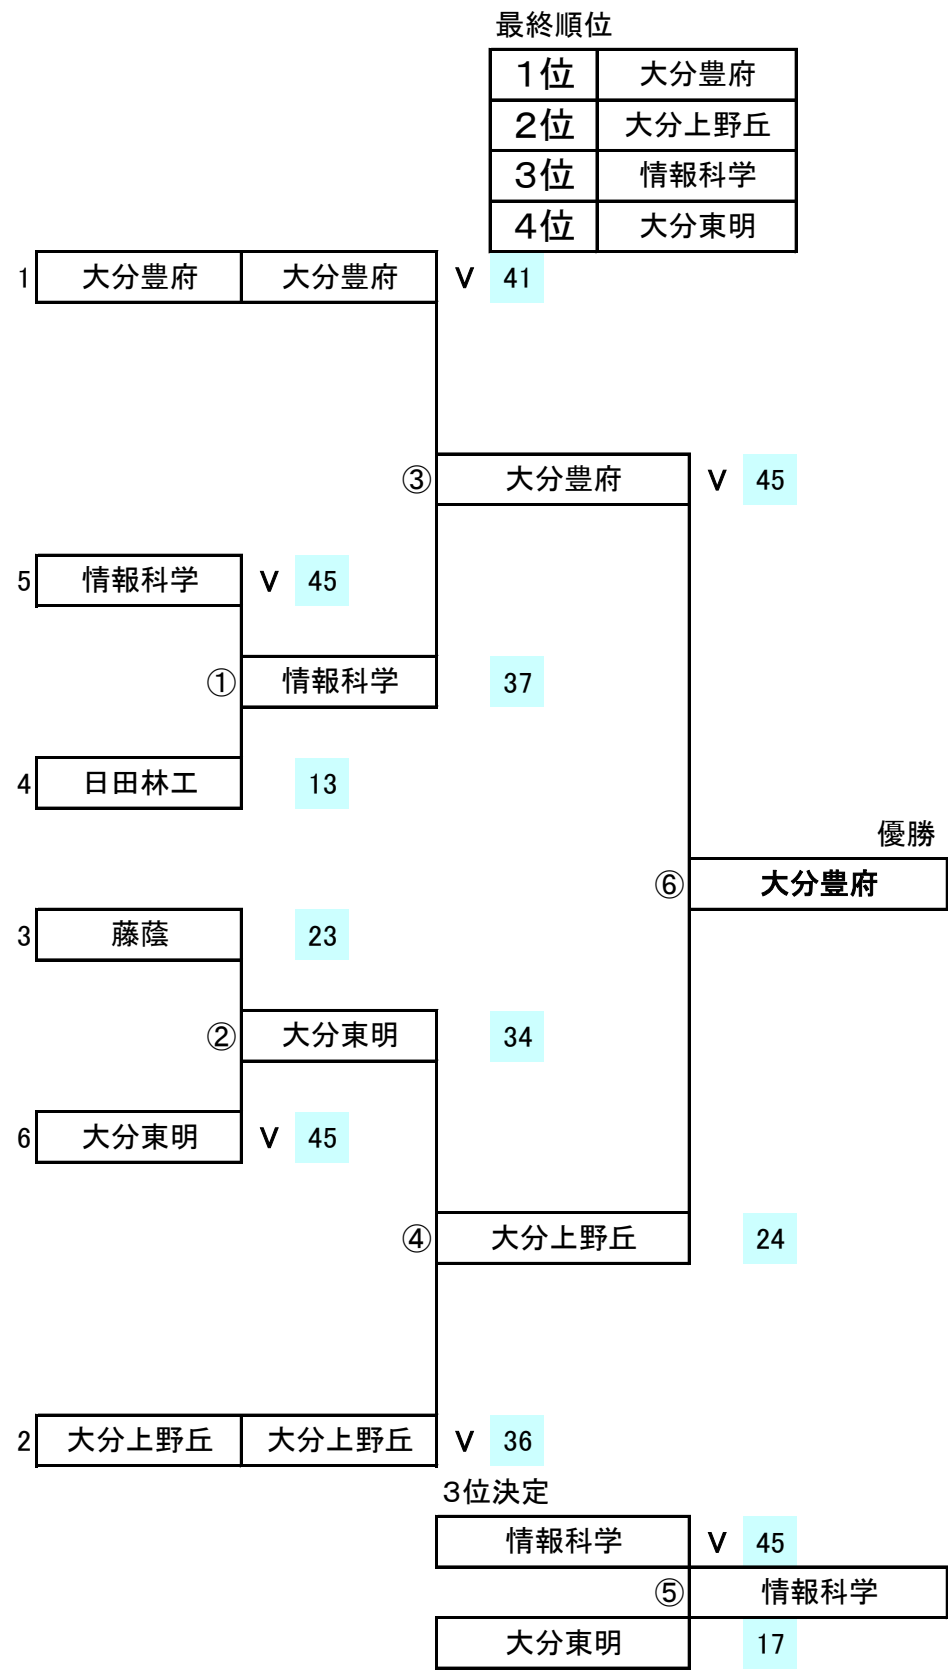 最終順位
1位 大分豊府
2位 大分上野丘
3位 情報科学
4位 大分東明
1 大分豊府 大分豊府 V 41
③ 大分豊府 V 45
5 情報科学 V 45
① 情報科学 37
4 日田林工 13
優勝
⑥ 大分豊府
3 藤蔭 23
② 大分東明 34
6 大分東明 V 45
④ 大分上野丘 24
2 大分上野丘 大分上野丘 V 36
3位決定
情報科学 V 45
⑤ 情報科学
大分東明 17